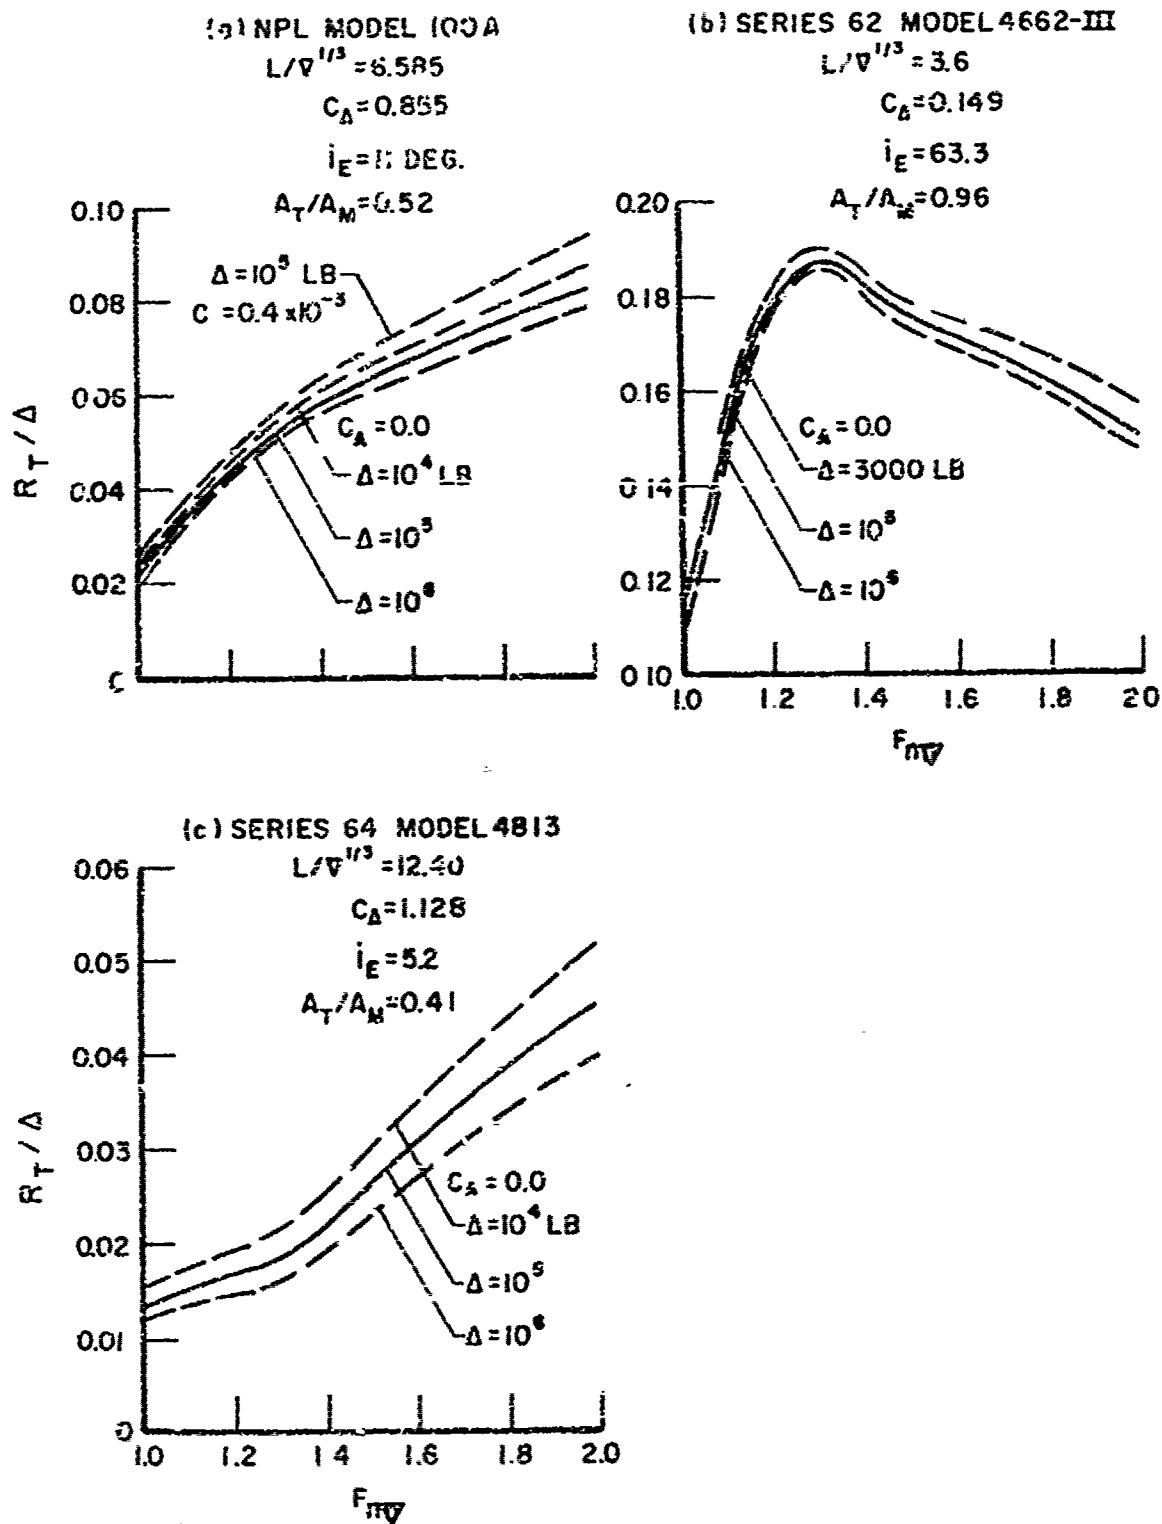 (a) NPL MODEL 100A
L/∇^1/3 = 6.585
C_Δ = 0.855
i_E = 11 DEG.
A_T/A_M = 0.52
0.10
0.08
0.06
0.04
0.02
0
R_T / Δ
Δ = 10^5 LB
C = 0.4 x 10^-3
C_A = 0.0
Δ = 10^4 LB
Δ = 10^5
Δ = 10^6
(b) SERIES 62 MODEL 4662-III
L/∇^1/3 = 3.6
C_Δ = 0.149
i_E = 63.3
A_T/A_M = 0.96
0.20
0.18
0.16
0.14
0.12
0.10
C_A = 0.0
Δ = 3000 LB
Δ = 10^5
Δ = 10^6
1.0 1.2 1.4 1.6 1.8 2.0
F_n∇
(c) SERIES 64 MODEL 4813
L/∇^1/3 = 12.40
C_Δ = 1.128
i_E = 5.2
A_T/A_M = 0.41
0.06
0.05
0.04
0.03
0.02
0.01
0
R_T / Δ
C_A = 0.0
Δ = 10^4 LB
Δ = 10^5
Δ = 10^6
1.0 1.2 1.4 1.6 1.8 2.0
F_n∇